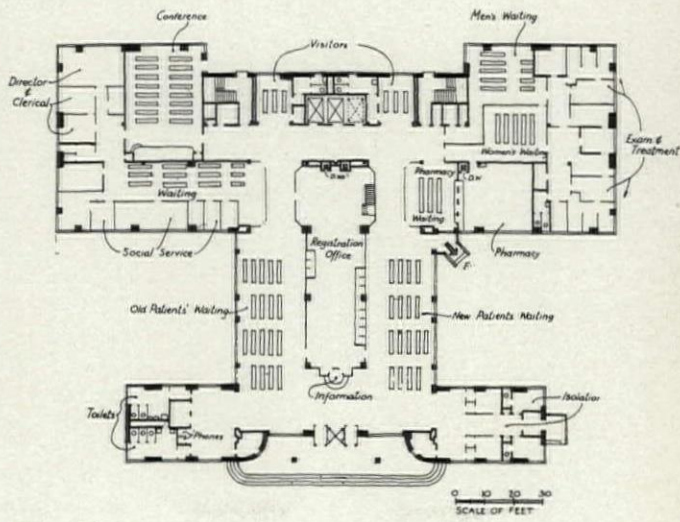 Conference
Men's Waiting
Visitors
Director
&
Clerical
Exam &
Treatment
Women's Waiting
Pharmacy
D.W.
D.W.
Waiting
Waiting
Social Service
Registration
Office
Pharmacy
Old Patients' Waiting
New Patients Waiting
Information
Toilets
Phones
Isolation
0 10 20 30
SCALE OF FEET